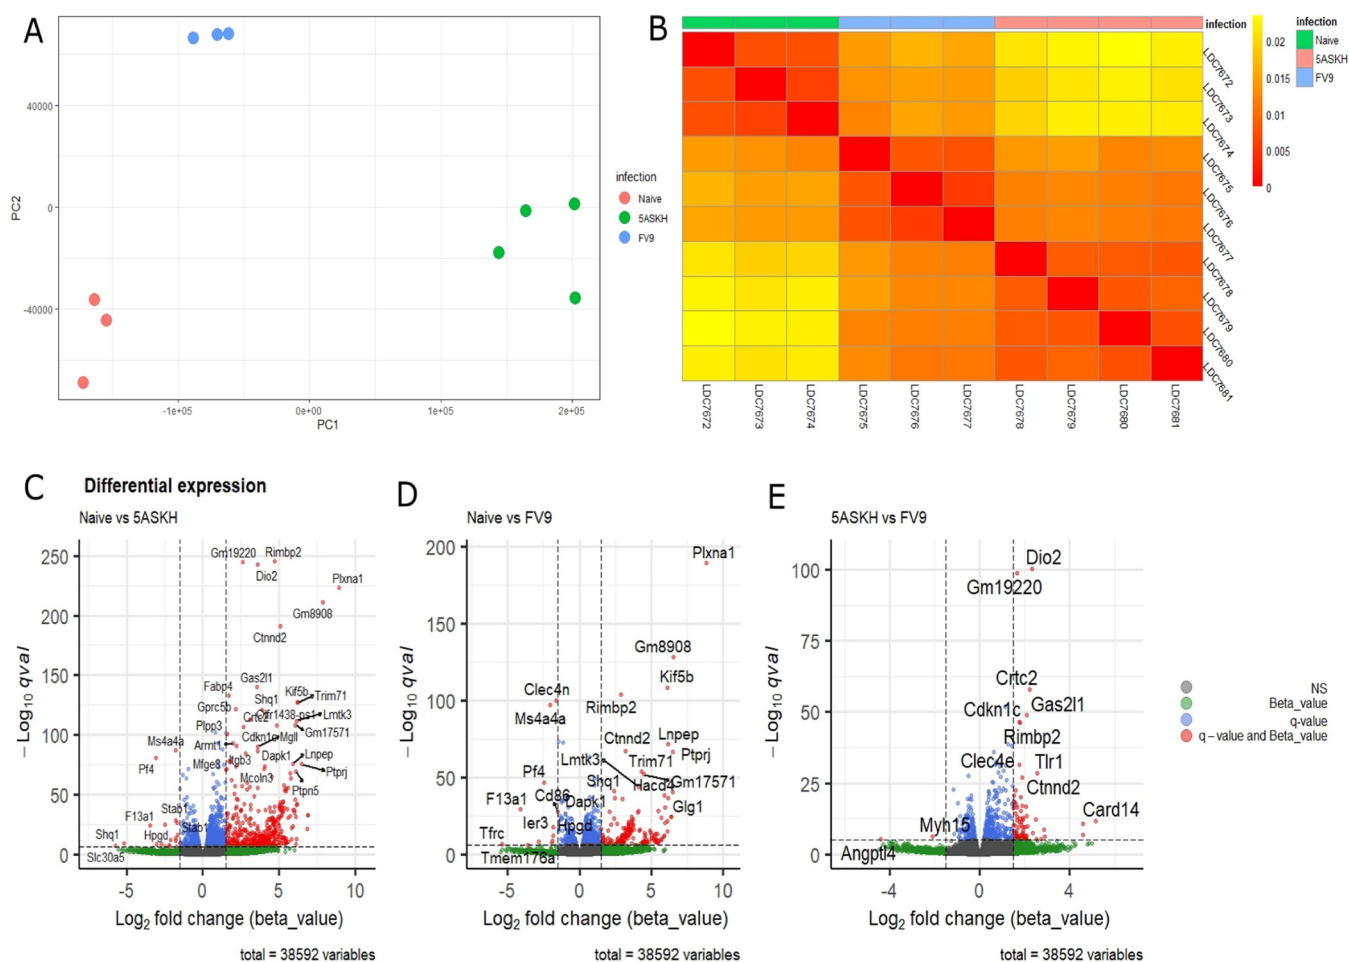 A
PC2
40000
0
-40000
-1e+05
0e+00
1e+05
2e+05
PC1
infection
Naive
5ASKH
FV9
B
infection
LDC7672
LDC7673
LDC7674
LDC7675
LDC7676
LDC7677
LDC7678
LDC7679
LDC7680
LDC7681
LDC7672
LDC7673
LDC7674
LDC7675
LDC7676
LDC7677
LDC7678
LDC7679
LDC7680
LDC7681
0.02
0.015
0.01
0.005
0
infection
Naive
5ASKH
FV9
C
Differential expression
Naive vs 5ASKH
− Log10 qval
250
200
150
100
50
0
Gm19220
Rimbp2
Dio2
Plxna1
Gm8908
Ctnnd2
Gas2l1
Fabp4
Shq1
Kif5b
Trim71
Gprc5b
Crtc2
Lmtk3
Plpp3
Gm17571
Ms4a4a
Armt1
Cdkn1c
Mgll
Pf4
Mfge8
Itgb3
Dapk1
Lnpep
Ptprj
Mcoln3
Ptpn5
F13a1
Stab1
Shq1
Hpgd
Stab1
Slc30a5
-5
0
5
10
Log2 fold change (beta_value)
total = 38592 variables
D
Naive vs FV9
− Log10 qval
200
150
100
50
0
Plxna1
Gm8908
Kif5b
Clec4n
Rimbp2
Ms4a4a
Lnpep
Ctnnd2
Ptprj
Lmtk3
Trim71
Pf4
Shq1
Hacd4
Gm17571
F13a1
Cd86
Dapk1
Glg1
Ier3
Hpgd
Tfrc
Tmem176a
-5
0
5
10
Log2 fold change (beta_value)
total = 38592 variables
E
5ASKH vs FV9
− Log10 qval
100
75
50
25
0
Dio2
Gm19220
Crtc2
Cdkn1c
Gas2l1
Rimbp2
Clec4e
Tlr1
Ctnnd2
Card14
Myh15
Angptl4
-4
0
4
Log2 fold change (beta_value)
total = 38592 variables
NS
Beta_value
q-value
q − value and Beta_value